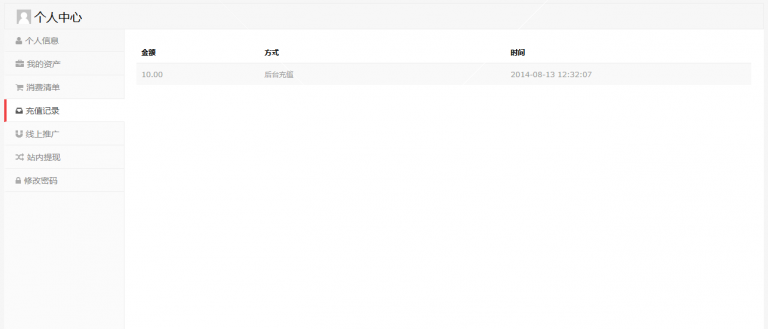 个人中心
个人信息
我的资产
消费清单
充值记录
线上推广
站内提现
修改密码
金额 方式 时间
10.00 后台充值 2014-08-13 12:32:07